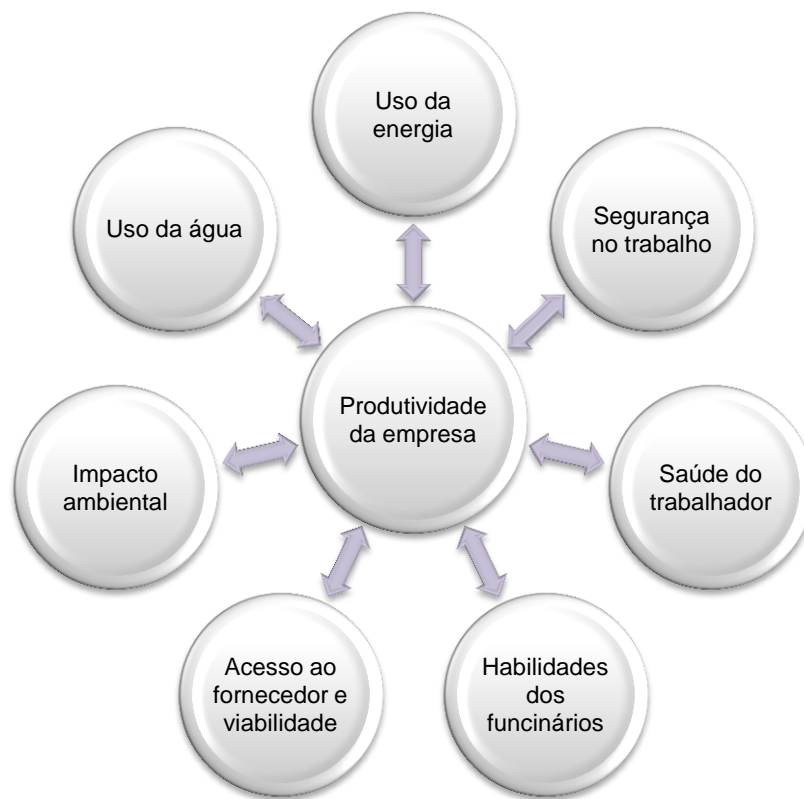 Uso da
energia
Segurança
no trabalho
Saúde do
trabalhador
Habilidades
dos
funcinários
Acesso ao
fornecedor e
viabilidade
Impacto
ambiental
Uso da água
Produtividade
da empresa